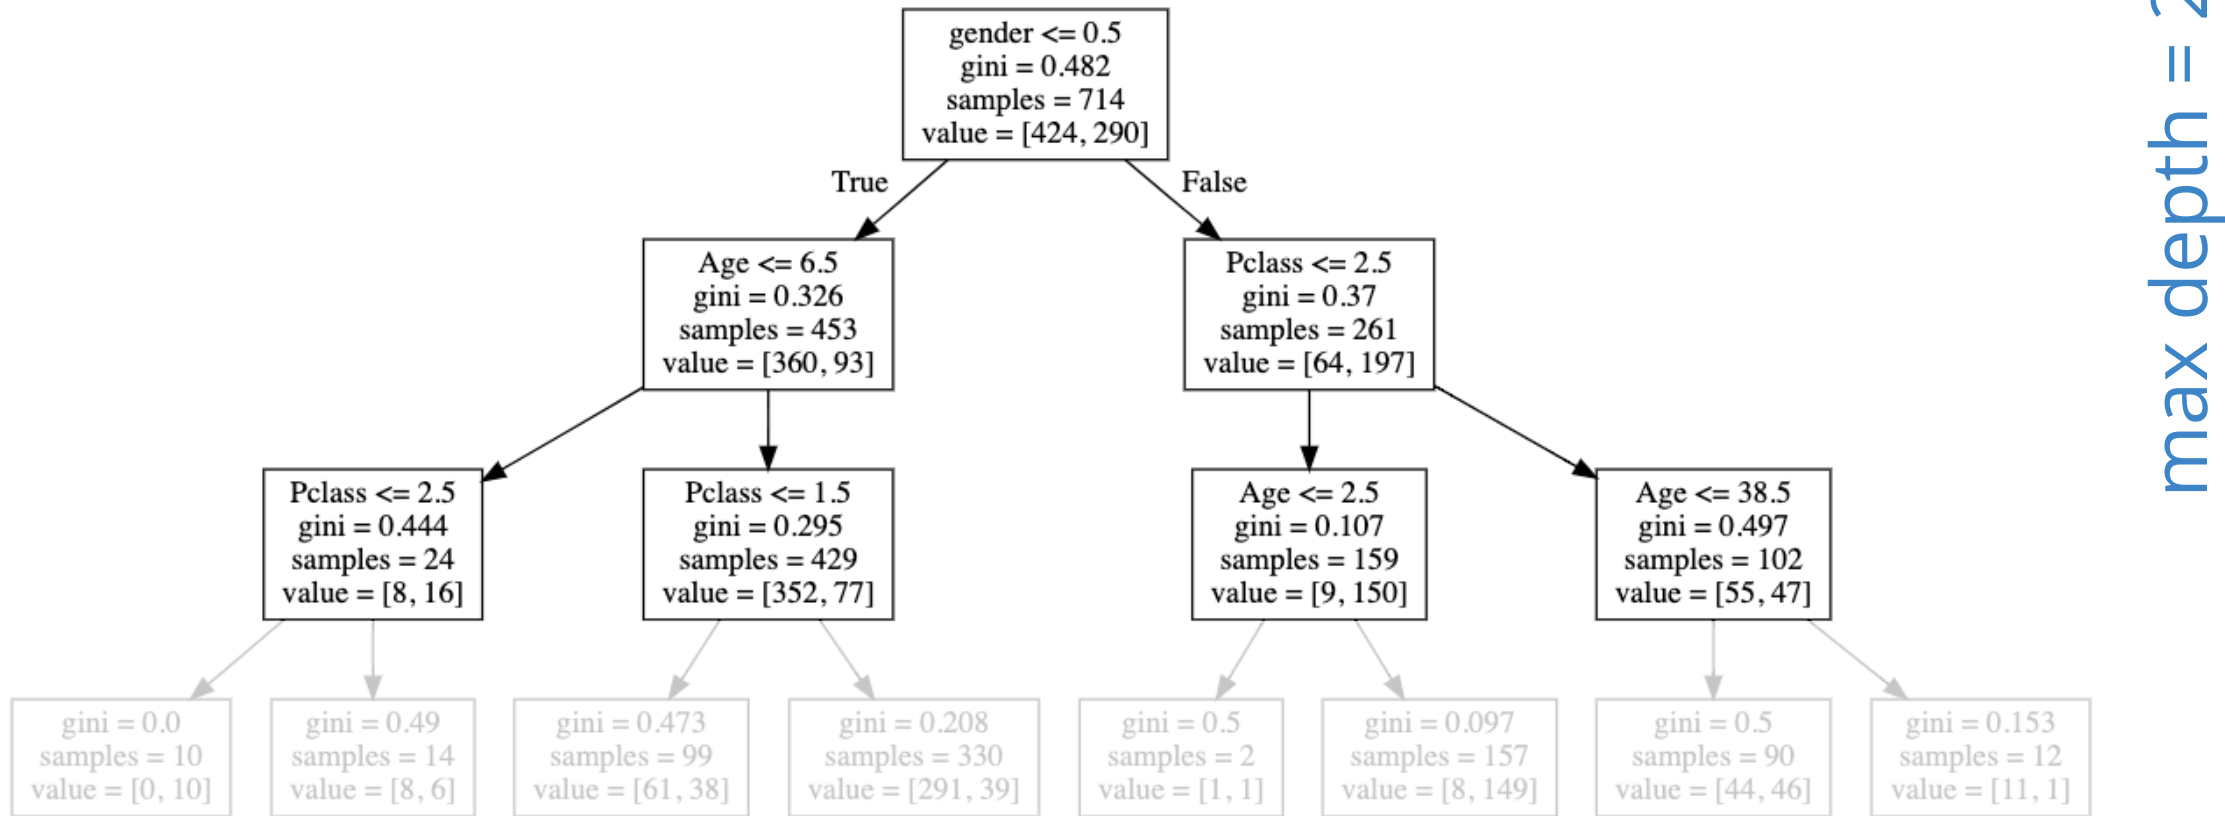 gender <= 0.5
gini = 0.482
samples = 714
value = [424, 290]
True
False
Age <= 6.5
gini = 0.326
samples = 453
value = [360, 93]
Pclass <= 2.5
gini = 0.37
samples = 261
value = [64, 197]
Pclass <= 2.5
gini = 0.444
samples = 24
value = [8, 16]
Pclass <= 1.5
gini = 0.295
samples = 429
value = [352, 77]
Age <= 2.5
gini = 0.107
samples = 159
value = [9, 150]
Age <= 38.5
gini = 0.497
samples = 102
value = [55, 47]
gini = 0.0
samples = 10
value = [0, 10]
gini = 0.49
samples = 14
value = [8, 6]
gini = 0.473
samples = 99
value = [61, 38]
gini = 0.208
samples = 330
value = [291, 39]
gini = 0.5
samples = 2
value = [1, 1]
gini = 0.097
samples = 157
value = [8, 149]
gini = 0.5
samples = 90
value = [44, 46]
gini = 0.153
samples = 12
value = [11, 1]
max depth = 2